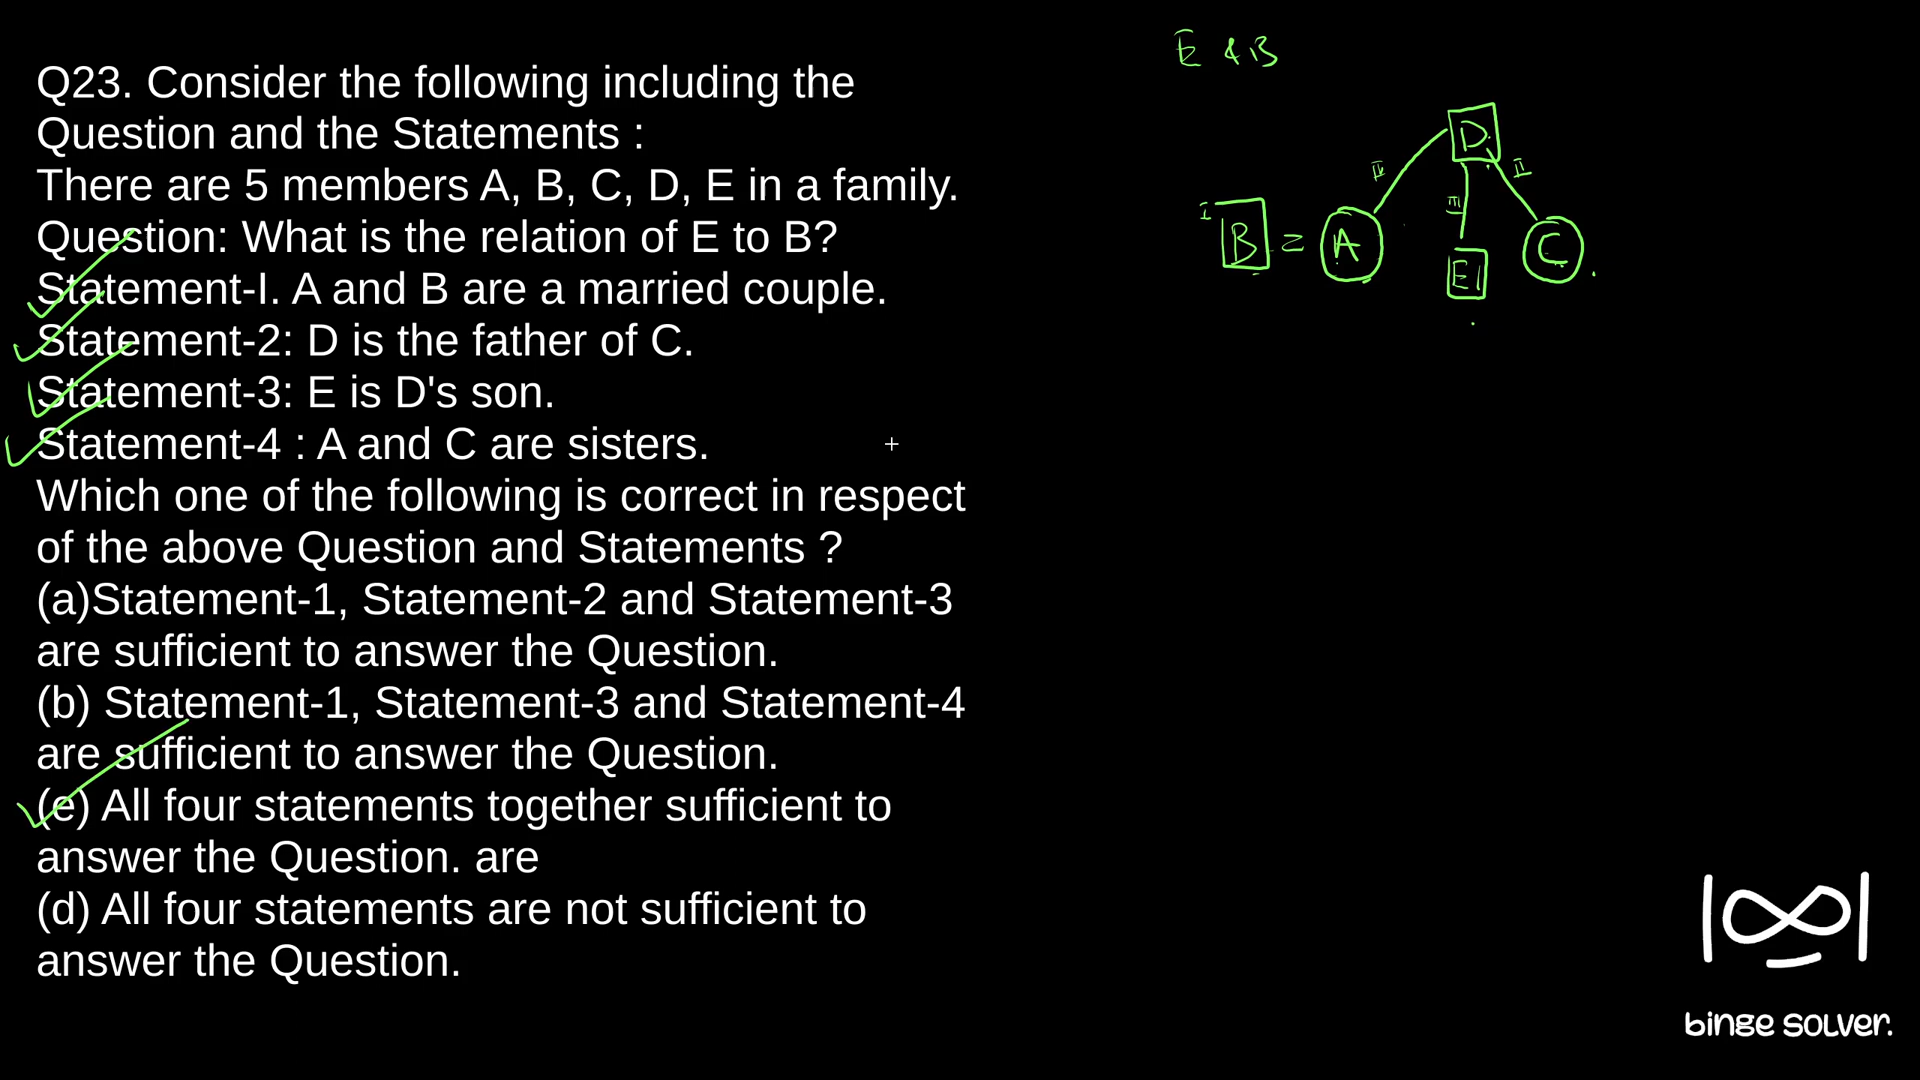 E & B
Q23. Consider the following including the
Question and the Statements :
There are 5 members A, B, C, D, E in a family.
Question: What is the relation of E to B?
Statement-I. A and B are a married couple.
Statement-2: D is the father of C.
Statement-3: E is D's son.
Statement-4 : A and C are sisters.
Which one of the following is correct in respect
of the above Question and Statements ?
(a)Statement-1, Statement-2 and Statement-3
are sufficient to answer the Question.
(b) Statement-1, Statement-3 and Statement-4
are sufficient to answer the Question.
(e) All four statements together sufficient to
answer the Question. are
(d) All four statements are not sufficient to
answer the Question.
D
IV II
I III
B = A E C
binge solver.